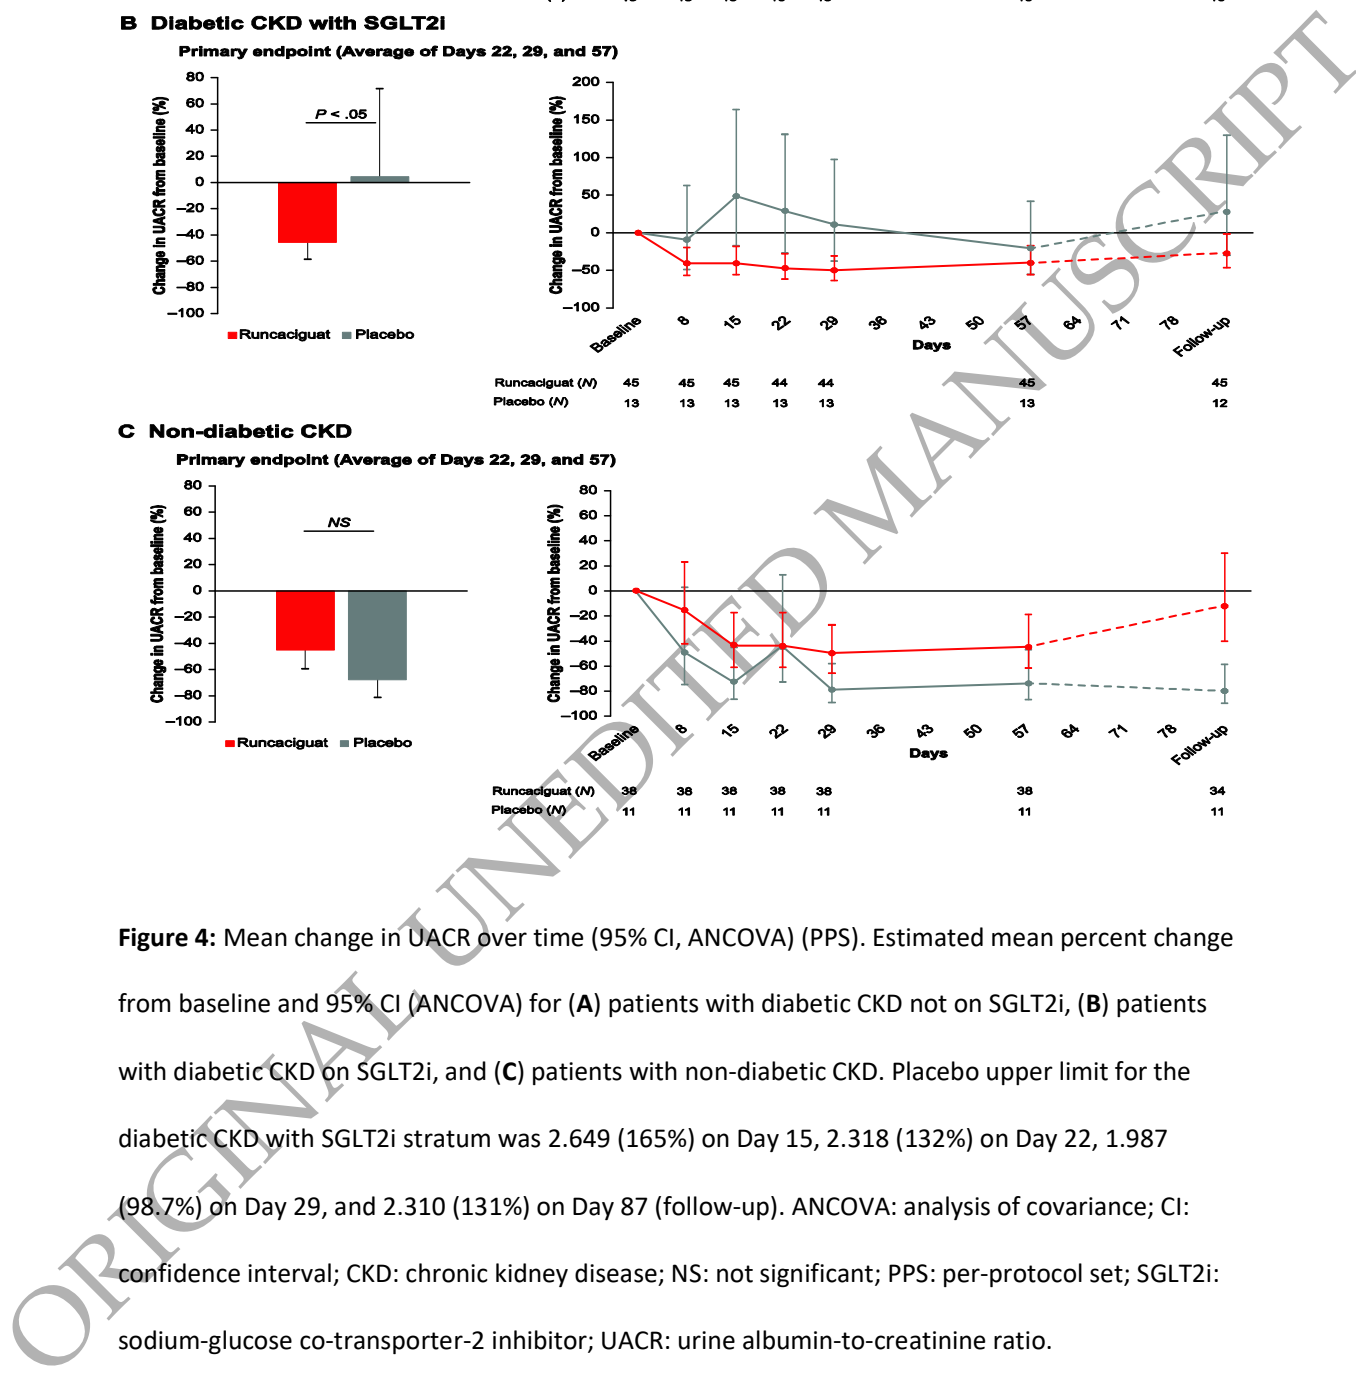 B Diabetic CKD with SGLT2i
Primary endpoint (Average of Days 22, 29, and 57)
Change in UACR from baseline (%)
80
60
40
20
0
−20
−40
−60
−80
−100
P < .05
Runcaciguat Placebo
Change in UACR from baseline (%)
200
150
100
50
0
−50
−100
Baseline 8 15 22 29 36 43 50 57 64 71 78 Follow-up
Days
Runcaciguat (N) 45 45 45 44 44 45 45
Placebo (N) 13 13 13 13 13 13 12
C Non-diabetic CKD
Primary endpoint (Average of Days 22, 29, and 57)
Change in UACR from baseline (%)
80
60
40
20
0
−20
−40
−60
−80
−100
NS
Runcaciguat Placebo
Change in UACR from baseline (%)
80
60
40
20
0
−20
−40
−60
−80
−100
Baseline 8 15 22 29 36 43 50 57 64 71 78 Follow-up
Days
Runcaciguat (N) 38 38 38 38 38 38 34
Placebo (N) 11 11 11 11 11 11 11
Figure 4: Mean change in UACR over time (95% CI, ANCOVA) (PPS). Estimated mean percent change
from baseline and 95% CI (ANCOVA) for (A) patients with diabetic CKD not on SGLT2i, (B) patients
with diabetic CKD on SGLT2i, and (C) patients with non-diabetic CKD. Placebo upper limit for the
diabetic CKD with SGLT2i stratum was 2.649 (165%) on Day 15, 2.318 (132%) on Day 22, 1.987
(98.7%) on Day 29, and 2.310 (131%) on Day 87 (follow-up). ANCOVA: analysis of covariance; CI:
confidence interval; CKD: chronic kidney disease; NS: not significant; PPS: per-protocol set; SGLT2i:
sodium-glucose co-transporter-2 inhibitor; UACR: urine albumin-to-creatinine ratio.
ORIGINAL UNEDITED MANUSCRIPT